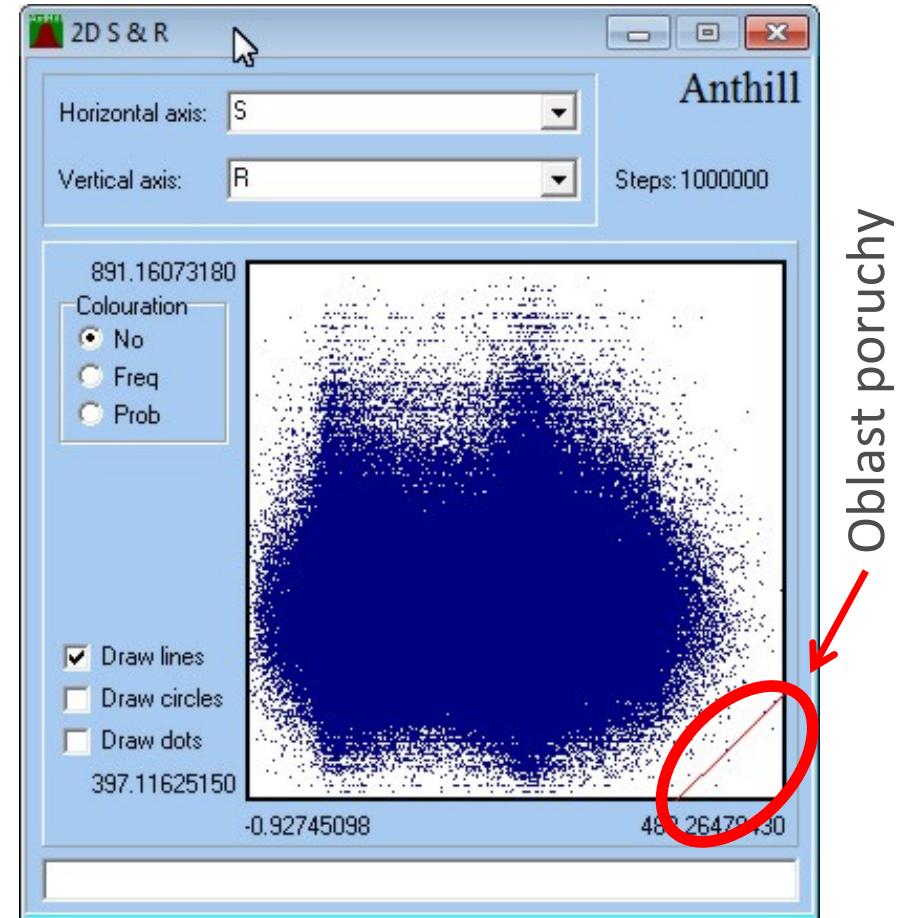 2D S & R
Anthill
Horizontal axis: S
Vertical axis: R
Steps: 1000000
891.16073180
Colouration
No
Freq
Prob
Draw lines
Draw circles
Draw dots
397.11625150
-0.92745098
Oblast poruchy